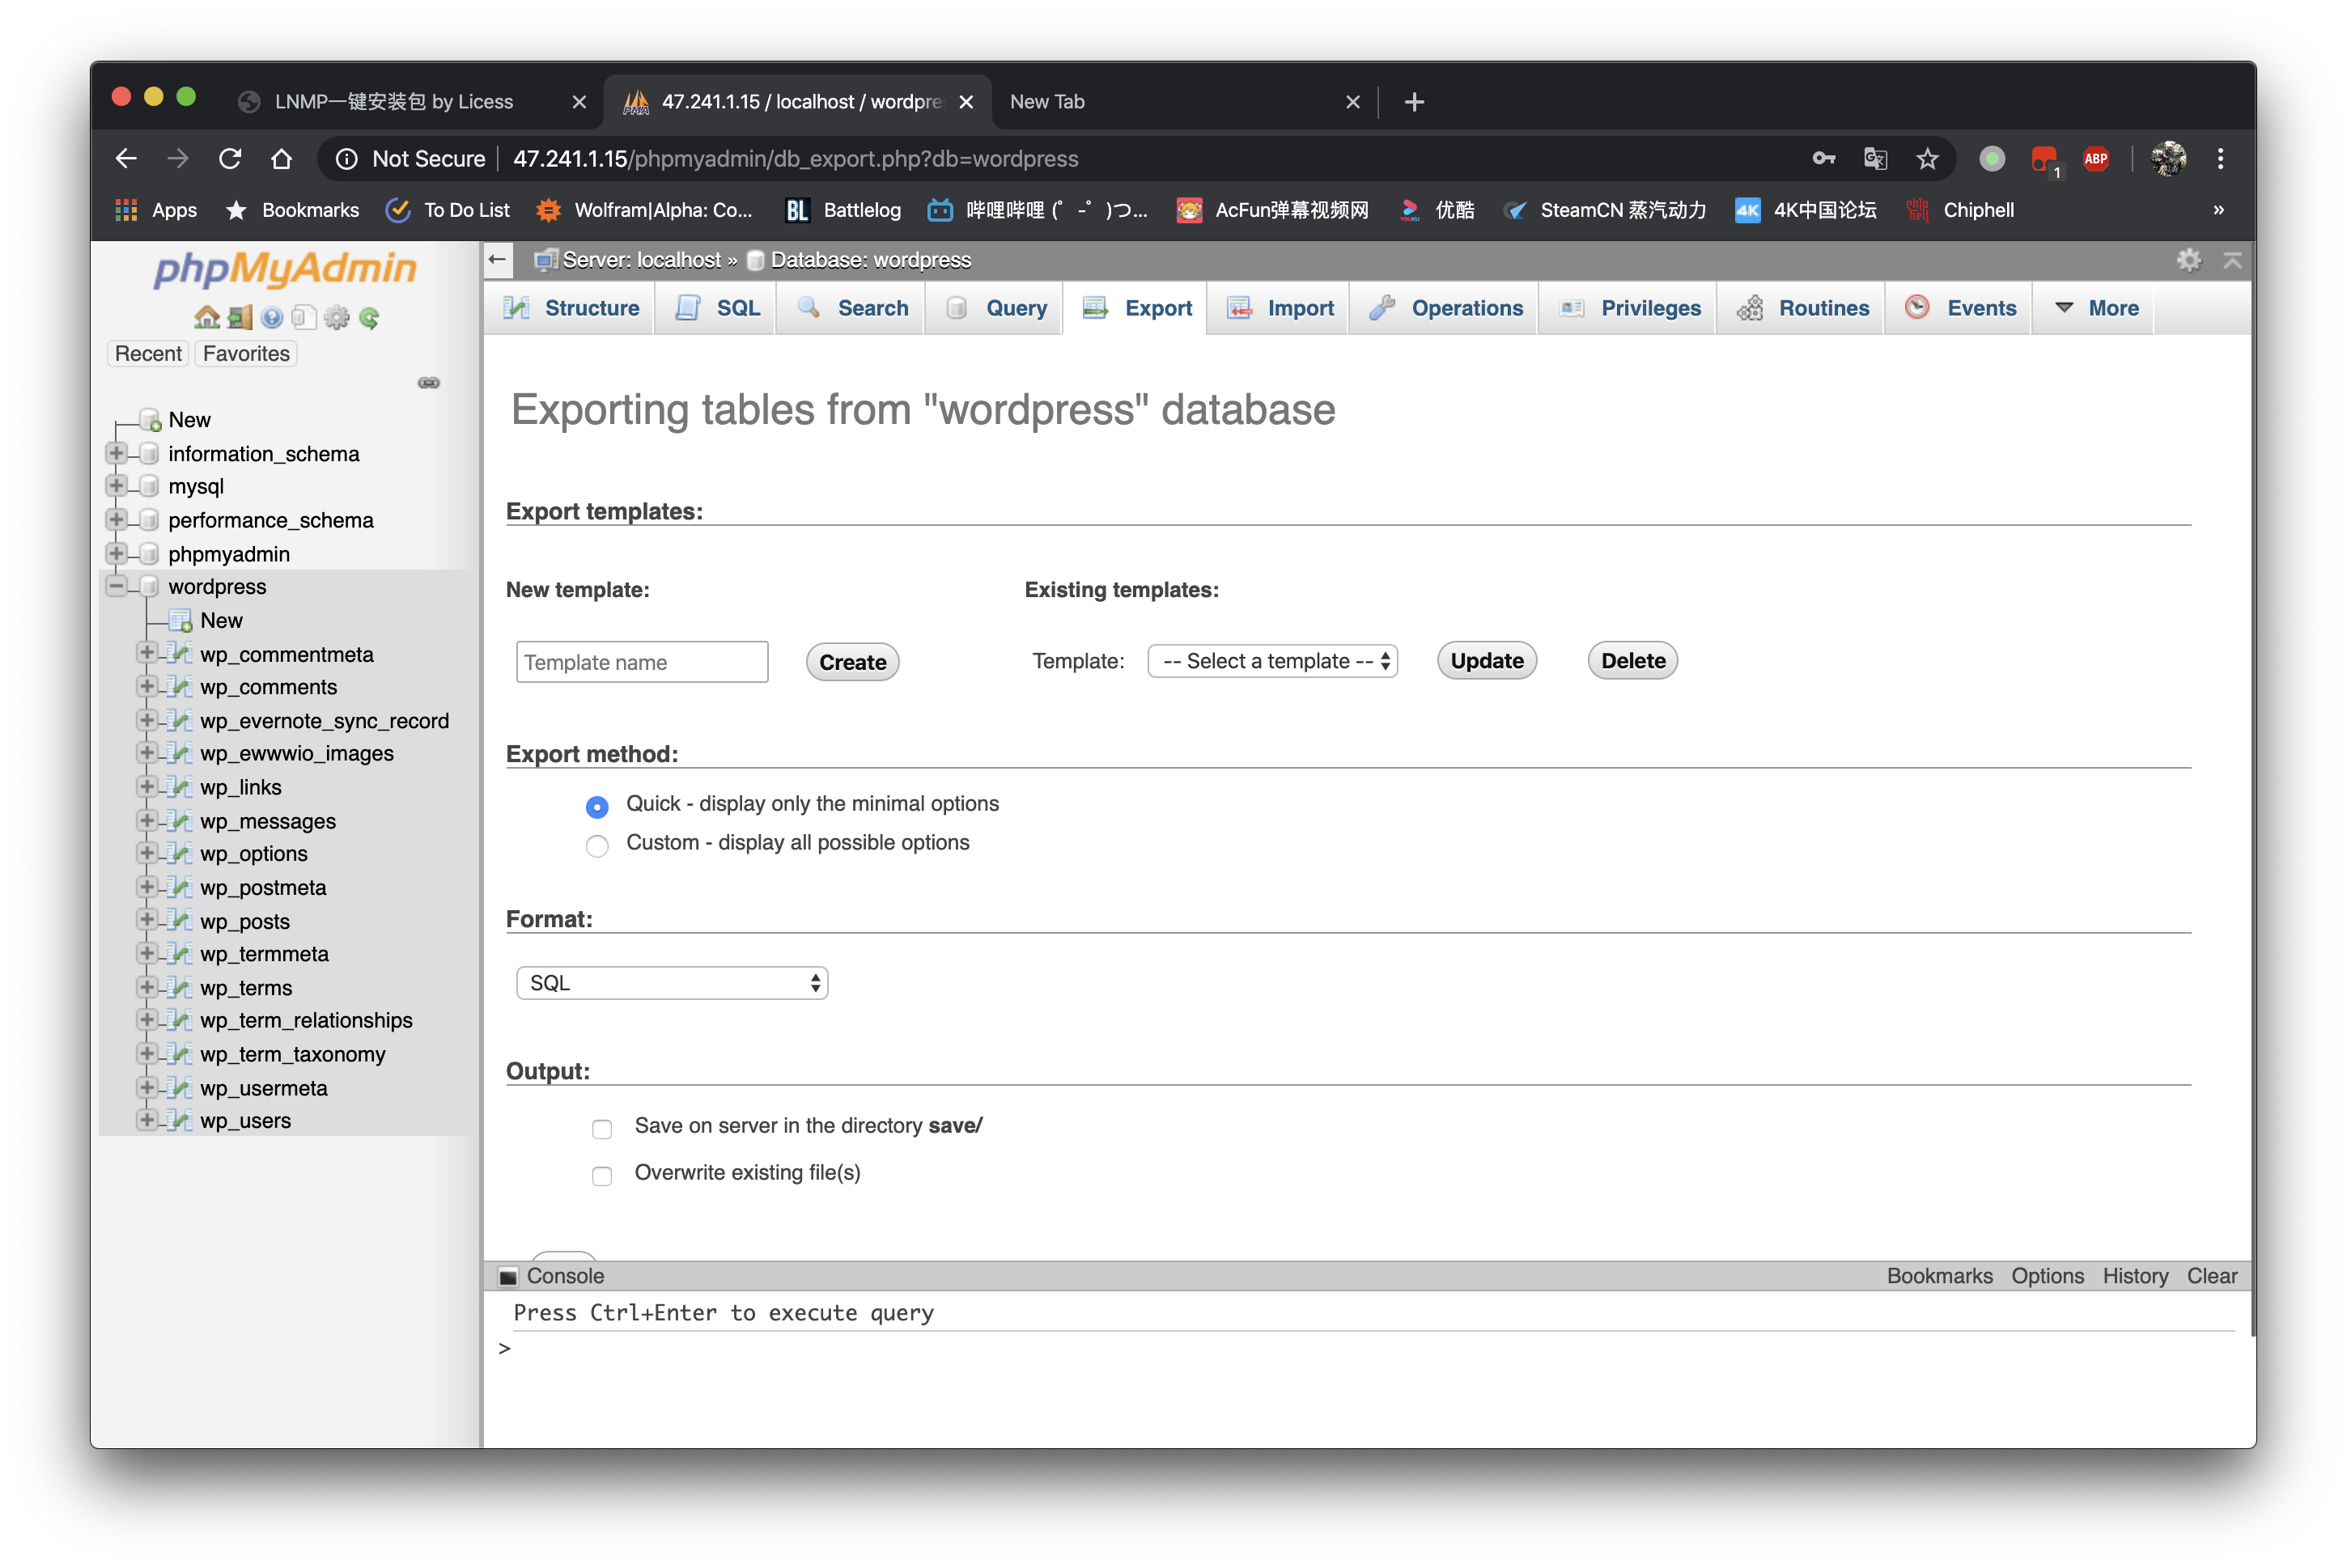 LNMP一键安装包 by Licess
47.241.1.15 / localhost / wordpre
New Tab
Not Secure
47.241.1.15/phpmyadmin/db_export.php?db=wordpress
1
ABP
Apps
Bookmarks
To Do List
Wolfram|Alpha: Co...
BL Battlelog
哔哩哔哩 (゜-゜)つ...
AcFun弹幕视频网
YOUKU 优酷
SteamCN 蒸汽动力
4K 4K中国论坛
Chiphell
»
phpMyAdmin
Recent
Favorites
New
information_schema
mysql
performance_schema
phpmyadmin
wordpress
New
wp_commentmeta
wp_comments
wp_evernote_sync_record
wp_ewwwio_images
wp_links
wp_messages
wp_options
wp_postmeta
wp_posts
wp_termmeta
wp_terms
wp_term_relationships
wp_term_taxonomy
wp_usermeta
wp_users
Server: localhost » Database: wordpress
Structure
SQL
Search
Query
Export
Import
Operations
Privileges
Routines
Events
More
Exporting tables from "wordpress" database
Export templates:
New template:
Template name
Create
Existing templates:
Template:
-- Select a template --
Update
Delete
Export method:
Quick - display only the minimal options
Custom - display all possible options
Format:
SQL
Output:
Save on server in the directory save/
Overwrite existing file(s)
Console
Bookmarks
Options
History
Clear
Press Ctrl+Enter to execute query
>